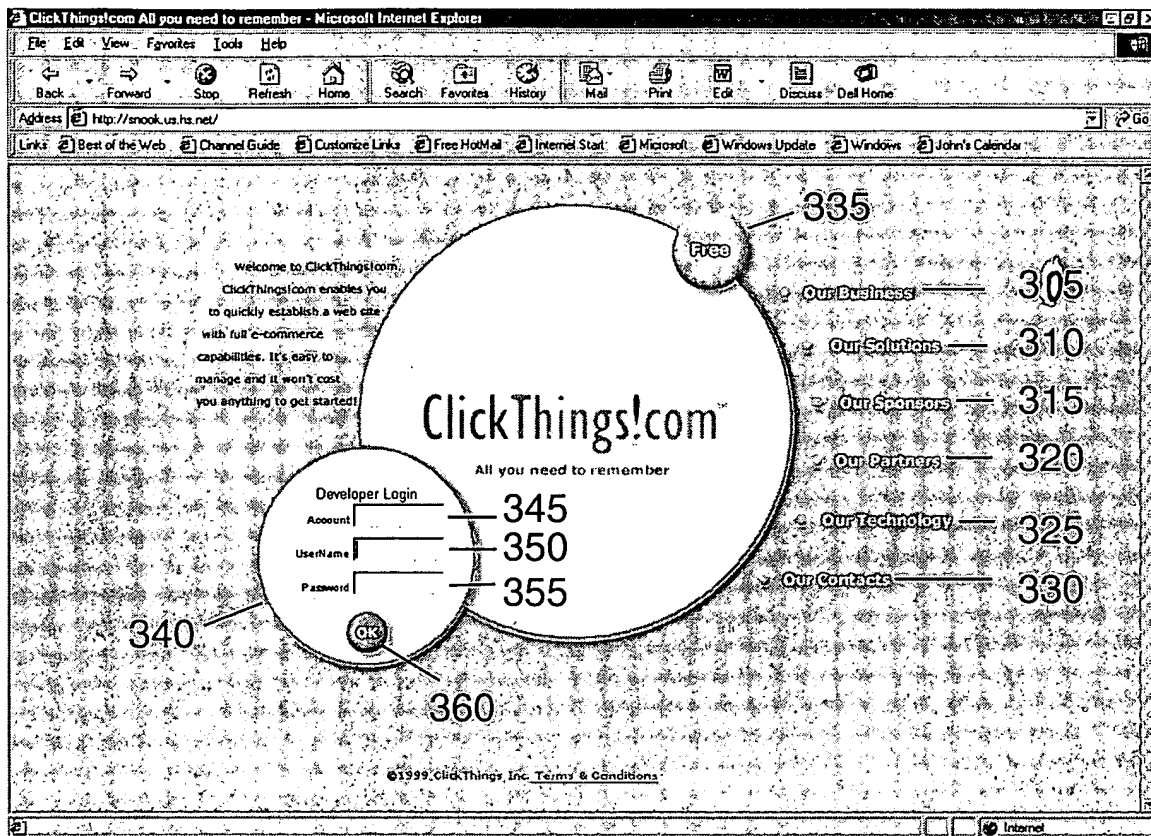 ClickThings!com All you need to remember - Microsoft Internet Explorer
File Edit View Favorites Tools Help
Back Forward Stop Refresh Home Search Favorites History Mail Print Edit Discuss Dell Home
Address http://snook.us.hs.net/ Go
Links Best of the Web Channel Guide Customize Links Free HotMail Internet Start Microsoft Windows Update Windows John's Calendar
335
Free
Welcome to ClickThings!com.
ClickThings!com enables you
to quickly establish a web site
with full e-commerce
capabilities. It's easy to
manage and it won't cost
you anything to get started!
Our Business 305
Our Solutions 310
Our Sponsors 315
Our Partners 320
Our Technology 325
Our Contacts 330
ClickThings!com™
All you need to remember
Developer Login
Account 345
UserName 350
Password 355
340
OK
360
©1999 ClickThings, Inc. Terms & Conditions
Internet